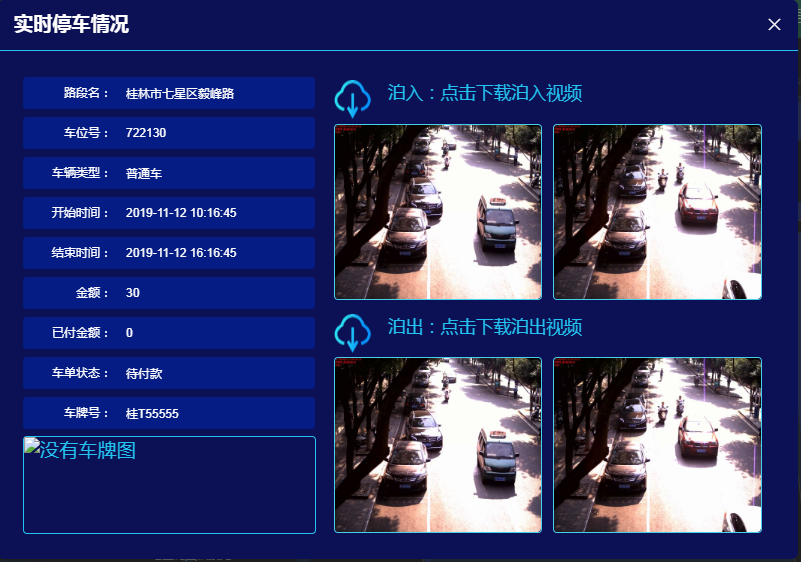 实时停车情况
路段名： 桂林市七星区毅峰路
车位号： 722130
车辆类型： 普通车
开始时间： 2019-11-12 10:16:45
结束时间： 2019-11-12 16:16:45
金额： 30
已付金额： 0
车单状态： 待付款
车牌号： 桂T55555
没有车牌图
泊入：点击下载泊入视频
泊出：点击下载泊出视频